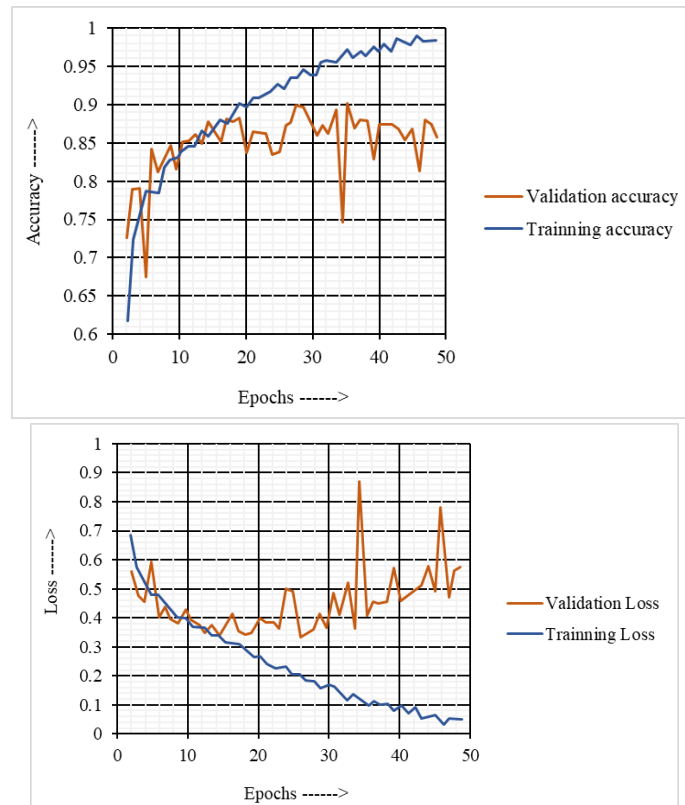 1
0.95
0.9
0.85
0.8
0.75
0.7
0.65
0.6
0 10 20 30 40 50
Accuracy ------>
Epochs ------>
Validation accuracy
Trainning accuracy
1
0.9
0.8
0.7
0.6
0.5
0.4
0.3
0.2
0.1
0
0 10 20 30 40 50
Loss ------>
Epochs ------>
Validation Loss
Trainning Loss